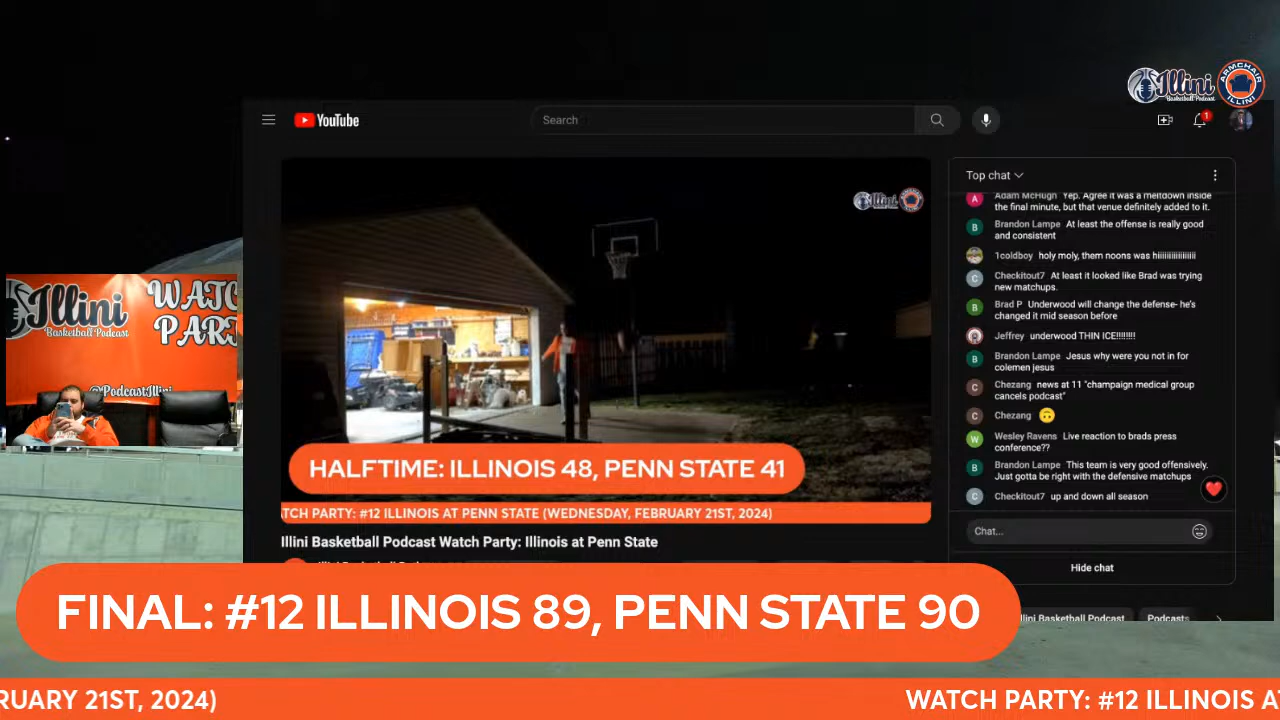 Illini
Basketball Podcast
ARMCHAIR
ILLINI
YouTube
Search
1
Top chat
Adam McHugh Yep. Agree it was a meltdown inside
the final minute, but that venue definitely added to it.
Brandon Lampe At least the offense is really good
and consistent
1coldboy holy moly, them noons was hiiiiiiiiiiiiiiiii
Checkitout7 At least it looked like Brad was trying
new matchups.
Brad P Underwood will change the defense- he's
changed it mid season before
Jeffrey underwood THIN ICE!!!!!!!!
Brandon Lampe Jesus why were you not in for
colemen jesus
Chezang news at 11 "champaign medical group
cancels podcast"
Chezang 🙃
Wesley Ravens Live reaction to brads press
conference??
Brandon Lampe This team is very good offensively.
Just gotta be right with the defensive matchups
Checkitout7 up and down all season
Chat...
Hide chat
Illini
Illini
Basketball Podcast
WATC
PAR
@PodcastIllini
HALFTIME: ILLINOIS 48, PENN STATE 41
TCH PARTY: #12 ILLINOIS AT PENN STATE (WEDNESDAY, FEBRUARY 21ST, 2024)
Illini Basketball Podcast Watch Party: Illinois at Penn State
FINAL: #12 ILLINOIS 89, PENN STATE 90
llini Basketball Podcast
Podcasts
RUARY 21ST, 2024)
WATCH PARTY: #12 ILLINOIS A